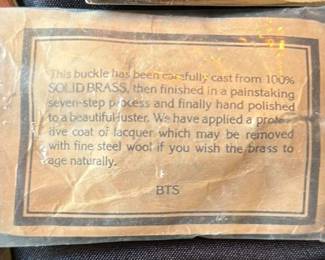 This buckle has been carefully cast from 100%
SOLID BRASS, then finished in a painstaking
seven-step process and finally hand polished
to a beautiful luster. We have applied a protec-
tive coat of lacquer which may be removed
with fine steel wool if you wish the brass to
age naturally.
BTS